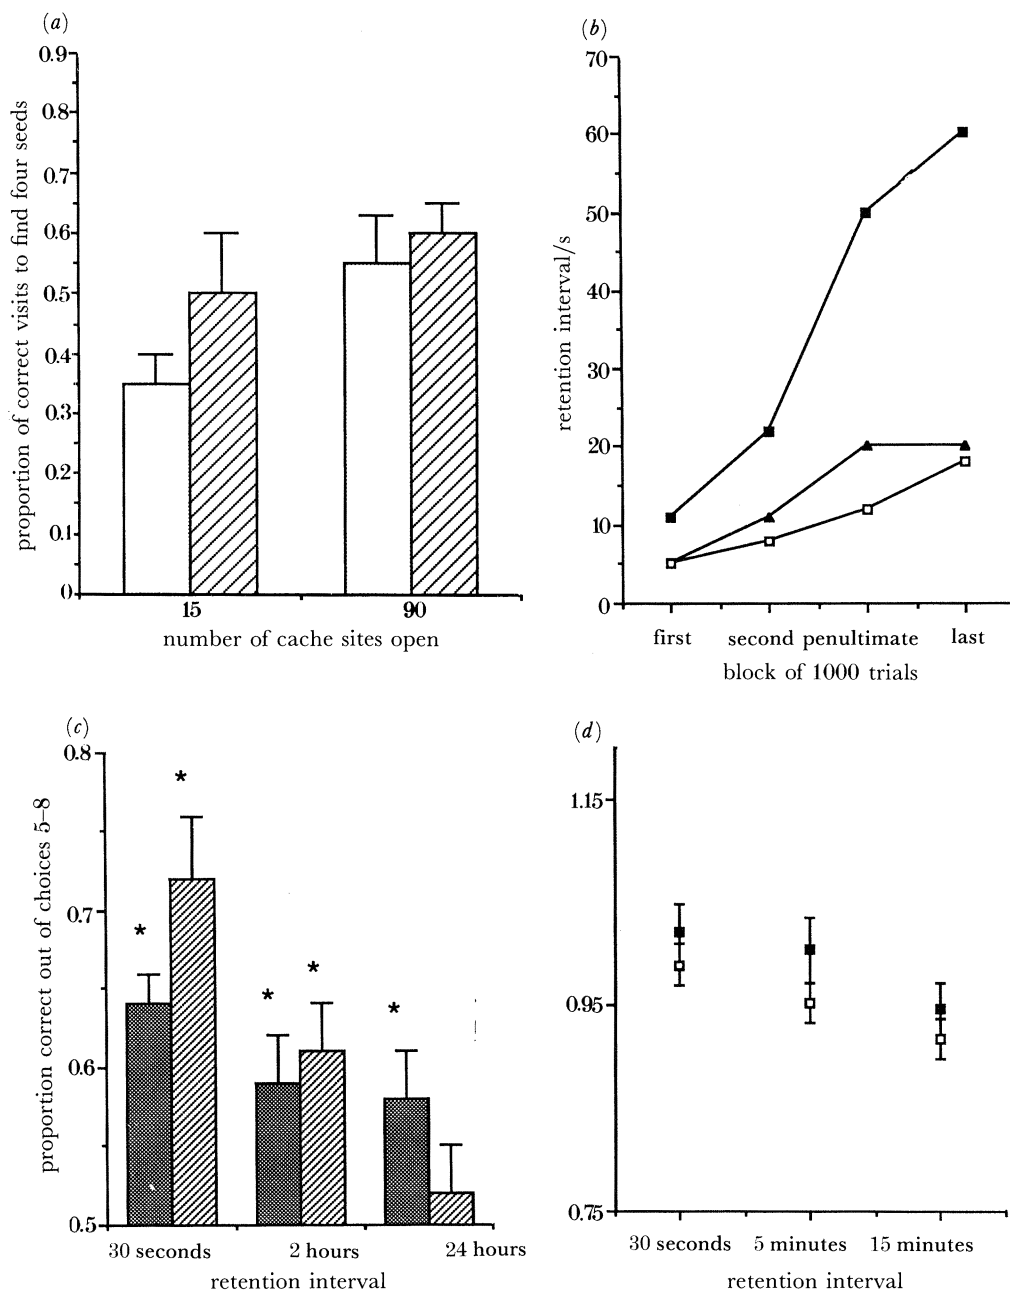 (a)
proportion of correct visits to find four seeds
0.9
0.8
0.7
0.6
0.5
0.4
0.3
0.2
0.1
0
15
90
number of cache sites open
(b)
retention interval/s
70
60
50
40
30
20
10
0
first second penultimate last
block of 1000 trials
(c)
proportion correct out of choices 5–8
0.8
0.7
0.6
0.5
* * * * *
30 seconds 2 hours 24 hours
retention interval
(d)
1.15
0.95
0.75
30 seconds 5 minutes 15 minutes
retention interval